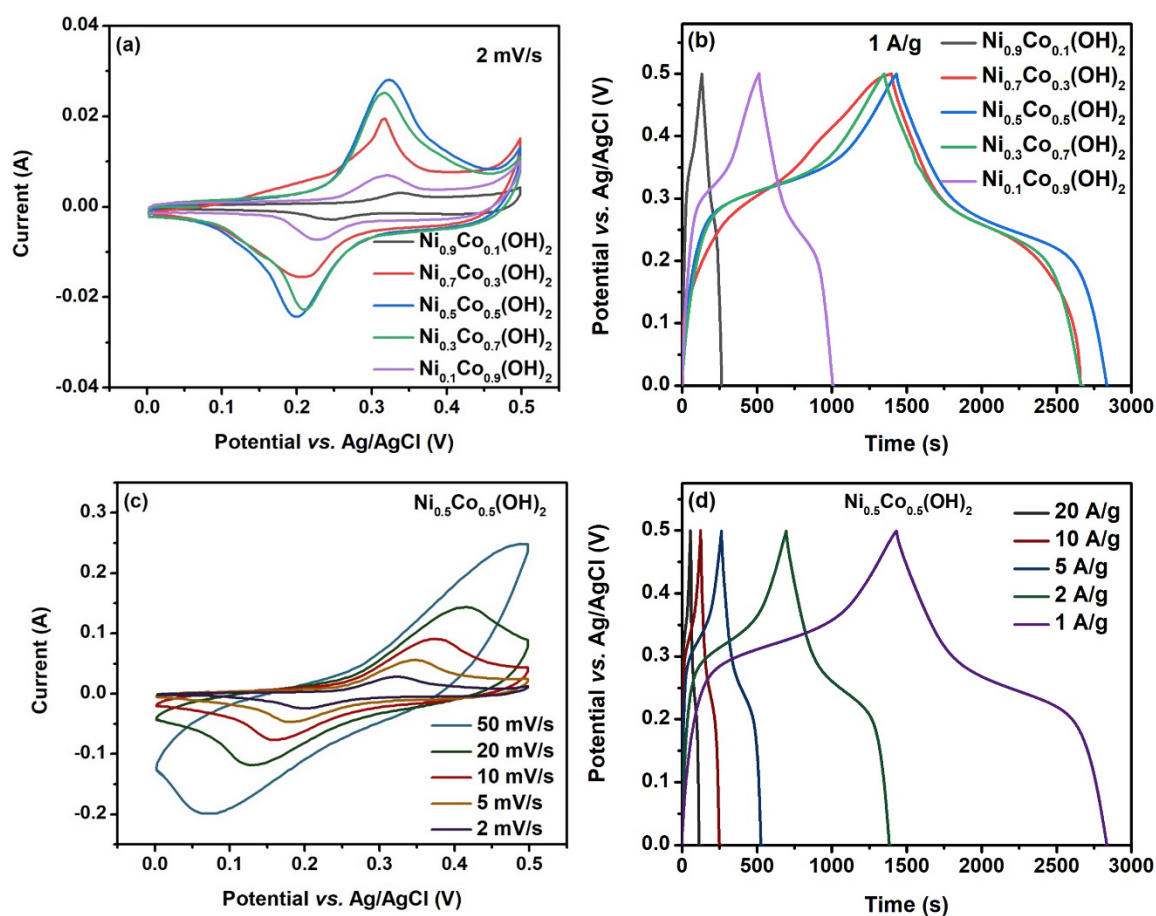 (a)
2 mV/s
0.04
0.02
0.00
-0.02
-0.04
Current (A)
Ni0.9Co0.1(OH)2
Ni0.7Co0.3(OH)2
Ni0.5Co0.5(OH)2
Ni0.3Co0.7(OH)2
Ni0.1Co0.9(OH)2
0.0 0.1 0.2 0.3 0.4 0.5
Potential vs. Ag/AgCl (V)
(b)
1 A/g
Ni0.9Co0.1(OH)2
Ni0.7Co0.3(OH)2
Ni0.5Co0.5(OH)2
Ni0.3Co0.7(OH)2
Ni0.1Co0.9(OH)2
0.5
0.4
0.3
0.2
0.1
0.0
Potential vs. Ag/AgCl (V)
0 500 1000 1500 2000 2500 3000
Time (s)
(c)
Ni0.5Co0.5(OH)2
0.3
0.2
0.1
0.0
-0.1
-0.2
Current (A)
50 mV/s
20 mV/s
10 mV/s
5 mV/s
2 mV/s
0.0 0.1 0.2 0.3 0.4 0.5
Potential vs. Ag/AgCl (V)
(d)
Ni0.5Co0.5(OH)2
20 A/g
10 A/g
5 A/g
2 A/g
1 A/g
0.5
0.4
0.3
0.2
0.1
0.0
Potential vs. Ag/AgCl (V)
0 500 1000 1500 2000 2500 3000
Time (s)